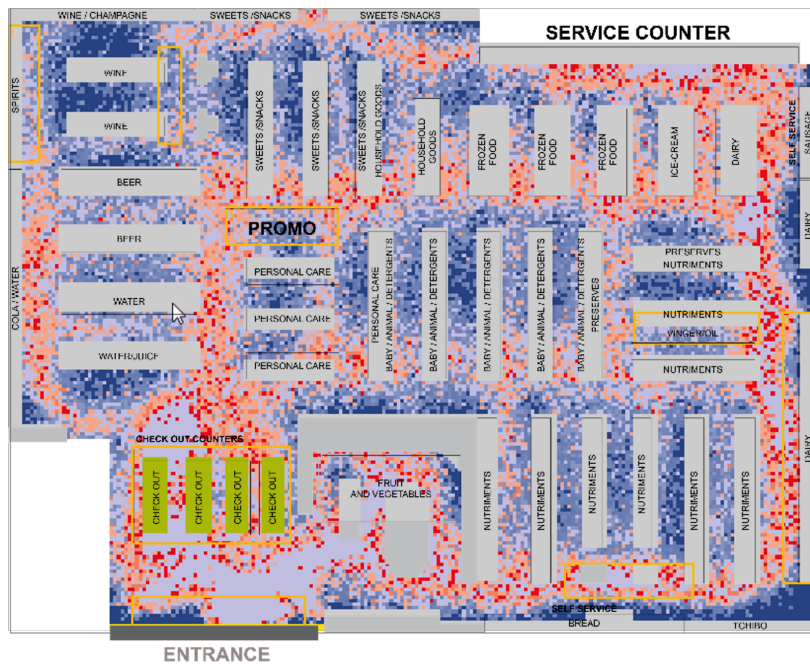 WINE / CHAMPAGNE
SWEETS /SNACKS
SWEETS /SNACKS
SERVICE COUNTER
SPIRITS
WINE
WINE
SWEETS /SNACKS
SWEETS /SNACKS
SWEETS /SNACKS
HOUSEHOLD GOODS
HOUSEHOLD
GOODS
FROZEN
FOOD
FROZEN
FOOD
FROZEN
FOOD
ICE-CREAM
DAIRY
SELF SERVICE
SAUSAGE
BEER
BEER
WATER
WATER/JUICE
COLA / WATER
PROMO
PERSONAL CARE
PERSONAL CARE
PERSONAL CARE
PERSONAL CARE
BABY / ANIMAL / DETERGENTS
BABY / ANIMAL / DETERGENTS
BABY / ANIMAL / DETERGENTS
BABY / ANIMAL / DETERGENTS
BABY / ANIMAL / DETERGENTS
PRESERVES
PRESERVES
NUTRIMENTS
NUTRIMENTS
VINGER/OIL
NUTRIMENTS
DAIRY
DAIRY
CHECK OUT COUNTERS
CHECK OUT
CHECK OUT
CHECK OUT
CHECK OUT
FRUIT
AND VEGETABLES
NUTRIMENTS
NUTRIMENTS
NUTRIMENTS
NUTRIMENTS
NUTRIMENTS
NUTRIMENTS
SELF SERVICE
BREAD
TCHIBO
ENTRANCE